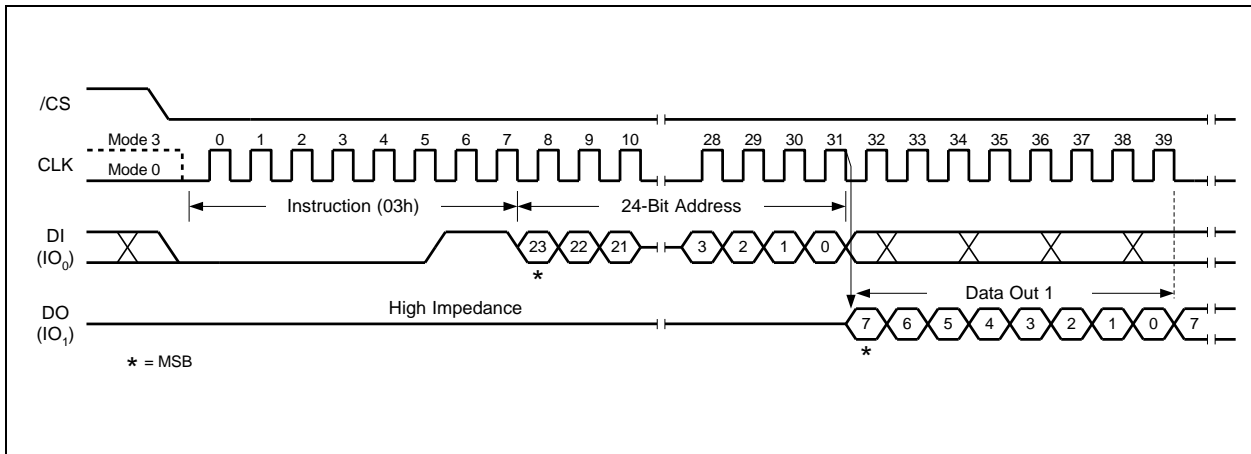 /CS
Mode 3
0 1 2 3 4 5 6 7 8 9 10 28 29 30 31 32 33 34 35 36 37 38 39
CLK
Mode 0
Instruction (03h)
24-Bit Address
DI
(IO0)
23 22 21 3 2 1 0
*
Data Out 1
High Impedance
DO
(IO1)
7 6 5 4 3 2 1 0 7
*
* = MSB